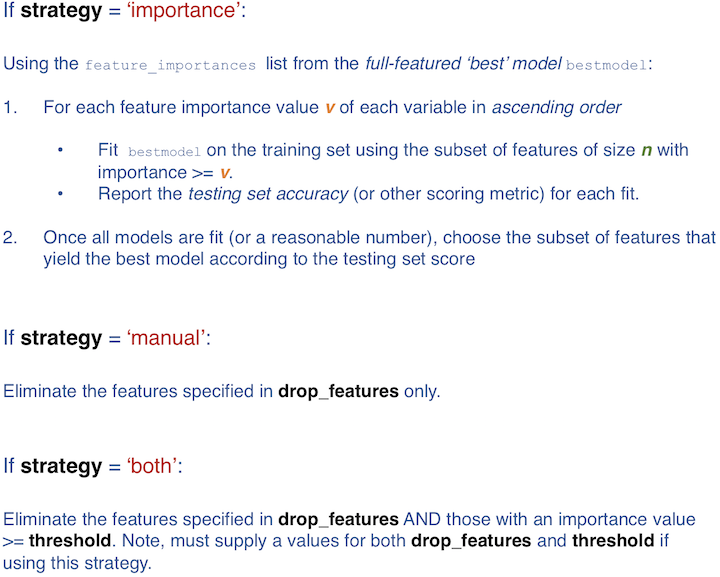 If strategy = ‘importance’:
Using the feature_importances list from the full-featured ‘best’ model bestmodel:
1. For each feature importance value v of each variable in ascending order
• Fit bestmodel on the training set using the subset of features of size n with
importance >= v.
• Report the testing set accuracy (or other scoring metric) for each fit.
2. Once all models are fit (or a reasonable number), choose the subset of features that
yield the best model according to the testing set score
If strategy = ‘manual’:
Eliminate the features specified in drop_features only.
If strategy = ‘both’:
Eliminate the features specified in drop_features AND those with an importance value
>= threshold. Note, must supply a values for both drop_features and threshold if
using this strategy.